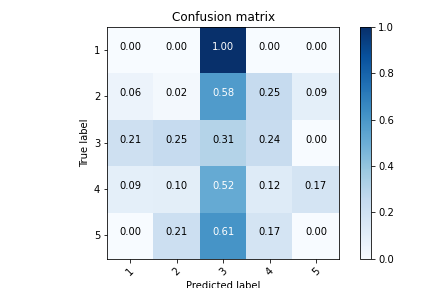 Confusion matrix
1 0.00 0.00 1.00 0.00 0.00 1.0
2 0.06 0.02 0.58 0.25 0.09 0.8
3 0.21 0.25 0.31 0.24 0.00 0.6
4 0.09 0.10 0.52 0.12 0.17 0.4
5 0.00 0.21 0.61 0.17 0.00 0.2
0.0
True label
1 2 3 4 5
Predicted label